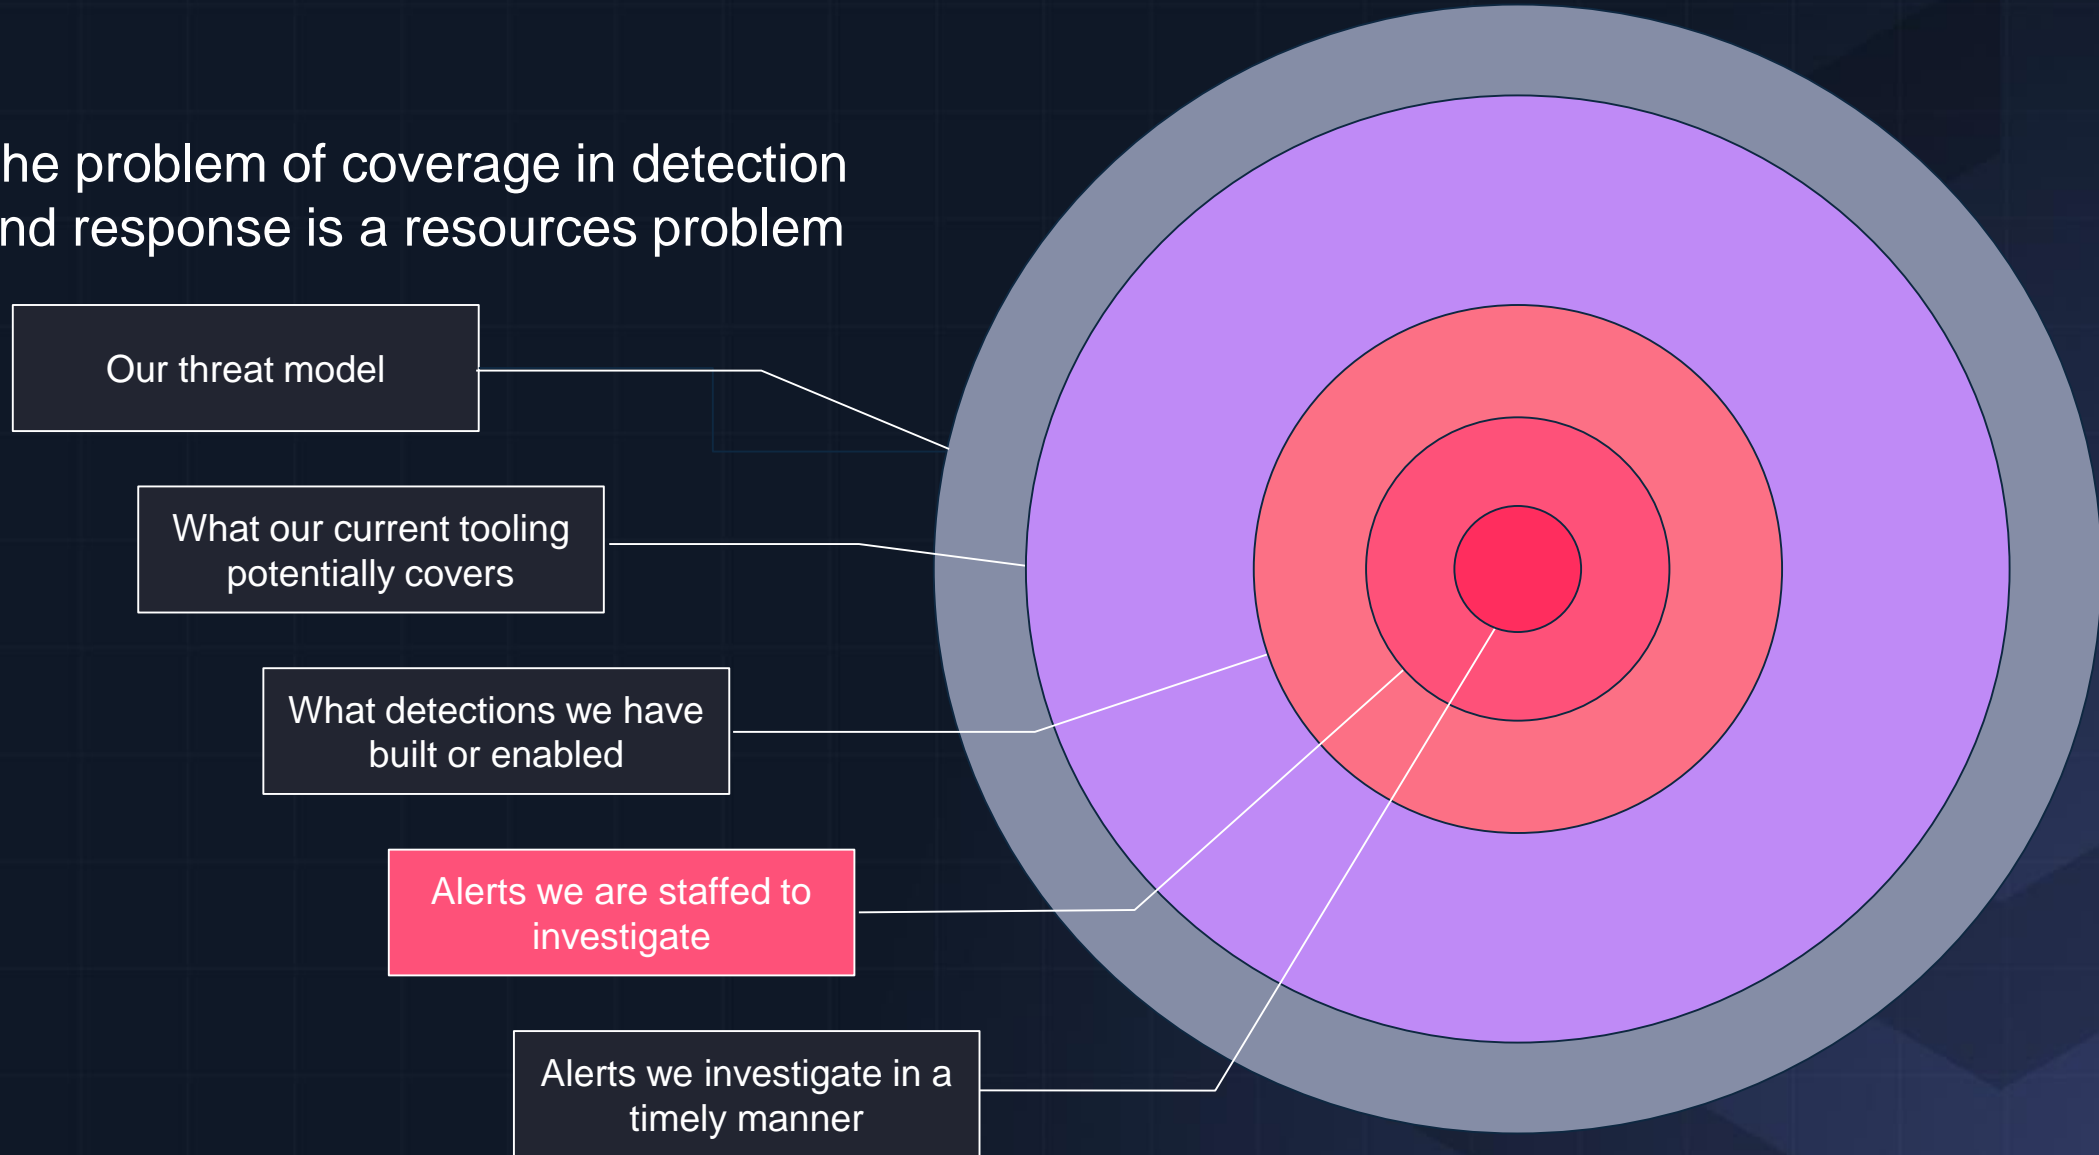 he problem of coverage in detection
nd response is a resources problem
Our threat model
What our current tooling
potentially covers
What detections we have
built or enabled
Alerts we are staffed to
investigate
Alerts we investigate in a
timely manner